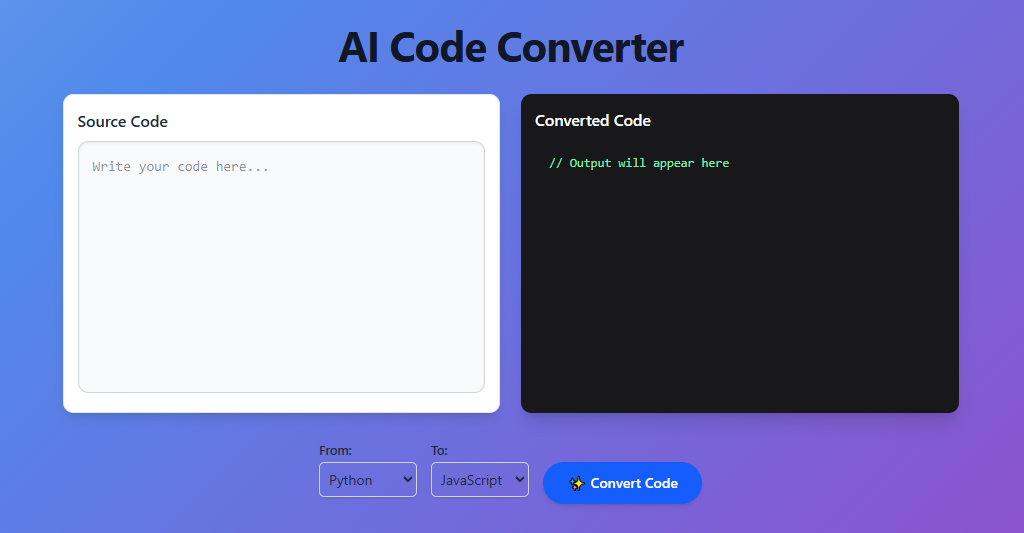 AI Code Converter
Source Code
Write your code here...
Converted Code
// Output will appear here
From:
Python
To:
JavaScript
✨ Convert Code